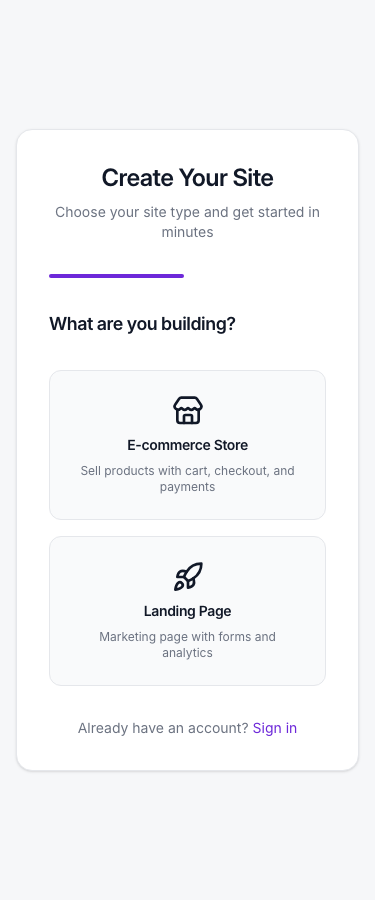 Create Your Site
Choose your site type and get started in
minutes
What are you building?
E-commerce Store
Sell products with cart, checkout, and
payments
Landing Page
Marketing page with forms and
analytics
Already have an account? Sign in